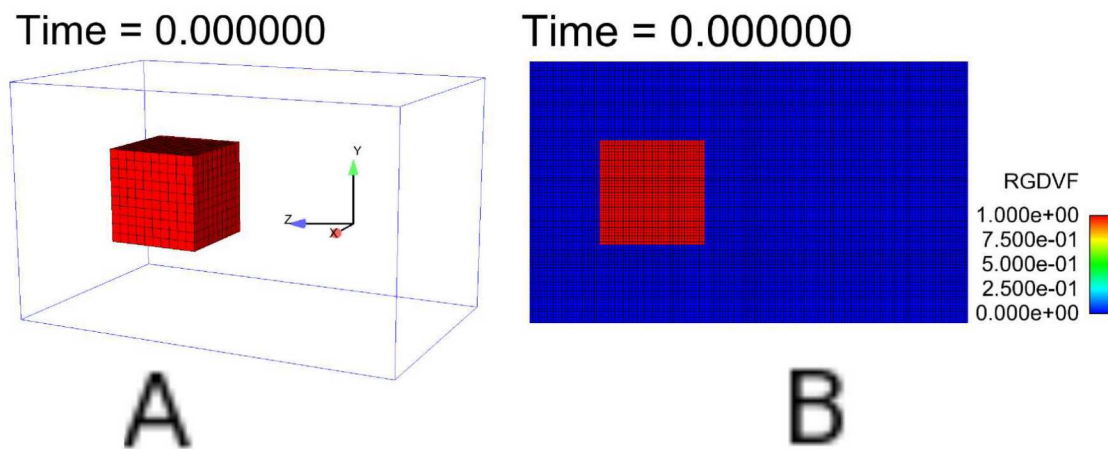 Time = 0.000000
Time = 0.000000
Y
Z
X
RGDVF
1.000e+00
7.500e-01
5.000e-01
2.500e-01
0.000e+00
A
B